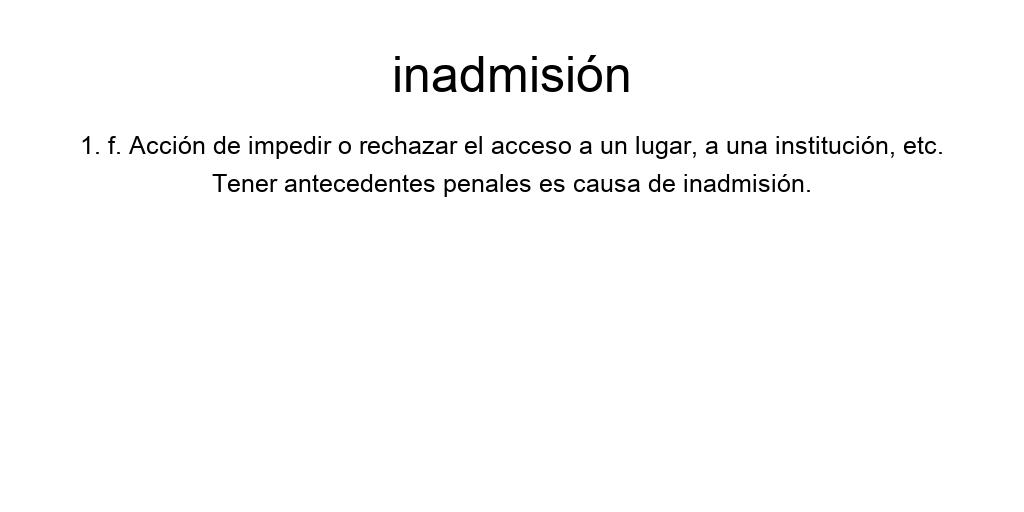 inadmisión
1. f. Acción de impedir o rechazar el acceso a un lugar, a una institución, etc.
Tener antecedentes penales es causa de inadmisión.